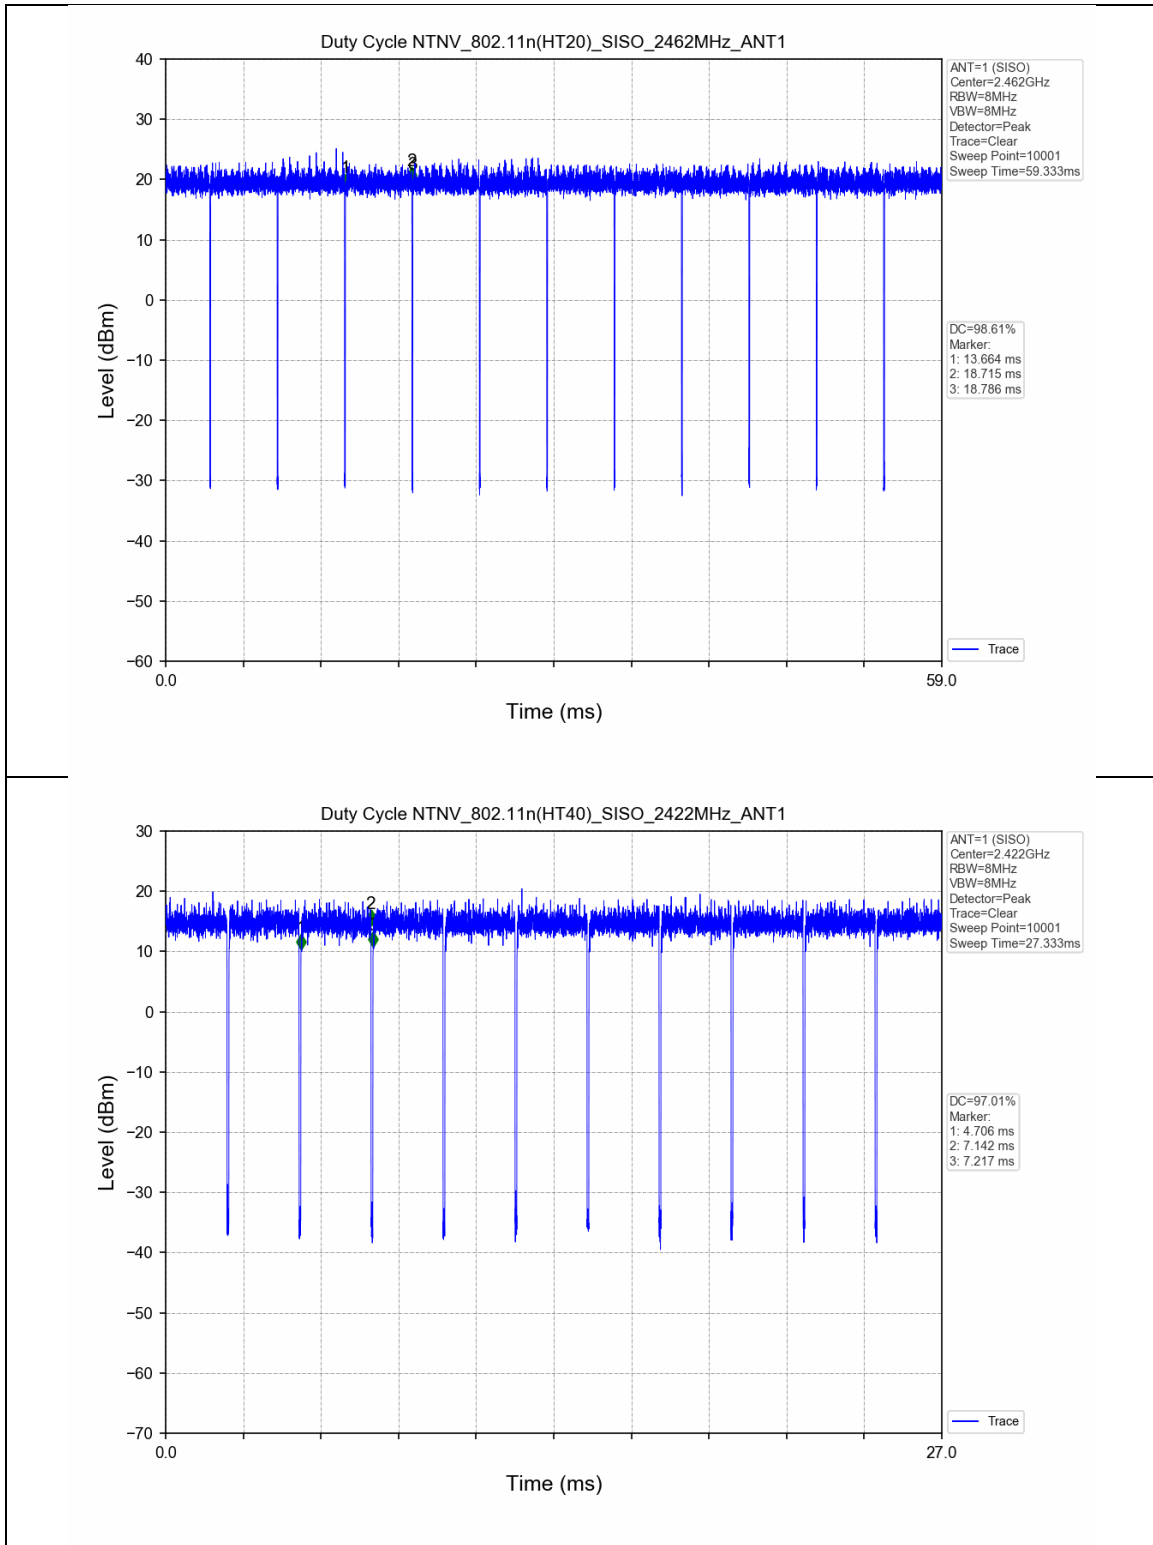 Duty Cycle NTNV_802.11n(HT20)_SISO_2462MHz_ANT1
40
30
20
10
0
−10
−20
−30
−40
−50
−60
Level (dBm)
1
2
3
0.0
59.0
Time (ms)
ANT=1 (SISO)
Center=2.462GHz
RBW=8MHz
VBW=8MHz
Detector=Peak
Trace=Clear
Sweep Point=10001
Sweep Time=59.333ms
DC=98.61%
Marker:
1: 13.664 ms
2: 18.715 ms
3: 18.786 ms
Trace
Duty Cycle NTNV_802.11n(HT40)_SISO_2422MHz_ANT1
30
20
10
0
−10
−20
−30
−40
−50
−60
−70
Level (dBm)
2
0.0
27.0
Time (ms)
ANT=1 (SISO)
Center=2.422GHz
RBW=8MHz
VBW=8MHz
Detector=Peak
Trace=Clear
Sweep Point=10001
Sweep Time=27.333ms
DC=97.01%
Marker:
1: 4.706 ms
2: 7.142 ms
3: 7.217 ms
Trace